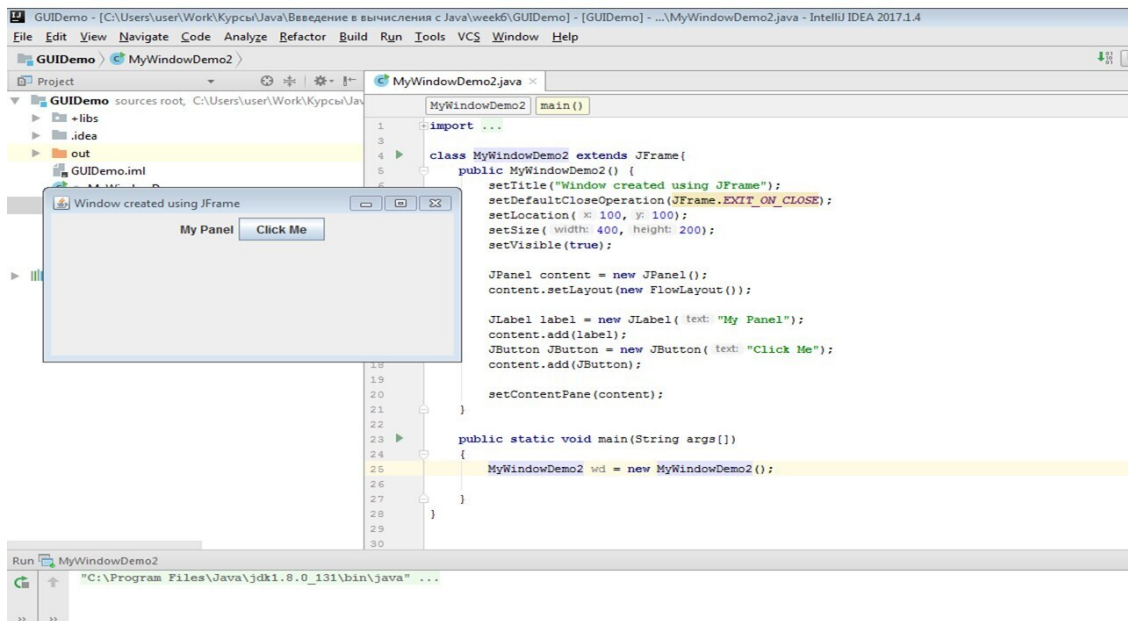 GUIDemo - [C:\Users\user\Work\Курсы\Java\Ввведение в вычисления с Java\week6\GUIDemo] - [GUIDemo] - ...\MyWindowDemo2.java - IntelliJ IDEA 2017.1.4
File Edit View Navigate Code Analyze Refactor Build Run Tools VCS Window Help
GUIDemo MyWindowDemo2
Project
MyWindowDemo2.java
GUIDemo sources root, C:\Users\user\Work\Курсы\Jav
+libs
.idea
out
GUIDemo.iml
Window created using JFrame
My Panel Click Me
MyWindowDemo2 main()
1 import ...
3
4 class MyWindowDemo2 extends JFrame{
5 public MyWindowDemo2() {
setTitle("Window created using JFrame");
setDefaultCloseOperation(JFrame.EXIT_ON_CLOSE);
setLocation( x: 100, y: 100);
setSize( width: 400, height: 200);
setVisible(true);
JPanel content = new JPanel();
content.setLayout(new FlowLayout());
JLabel label = new JLabel( text: "My Panel");
content.add(label);
JButton JButton = new JButton( text: "Click Me");
18 content.add(JButton);
19
20 setContentPane(content);
21 }
22
23 public static void main(String args[])
24 {
25 MyWindowDemo2 wd = new MyWindowDemo2();
26
27 }
28 }
29
30
Run MyWindowDemo2
"C:\Program Files\Java\jdk1.8.0_131\bin\java" ...